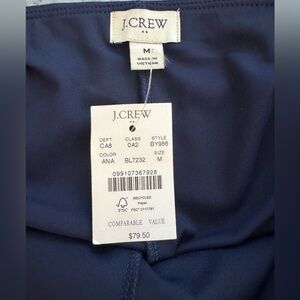 J.CREW
M
MADE IN
VIETNAM
J.CREW
DEPT CLASS STYLE
CA8 0A2 BY986
COLOR SIZE
ANA BL7232 M
099107367928
RECYCLED
Paper
FSC
COMPARABLE VALUE
$79.50